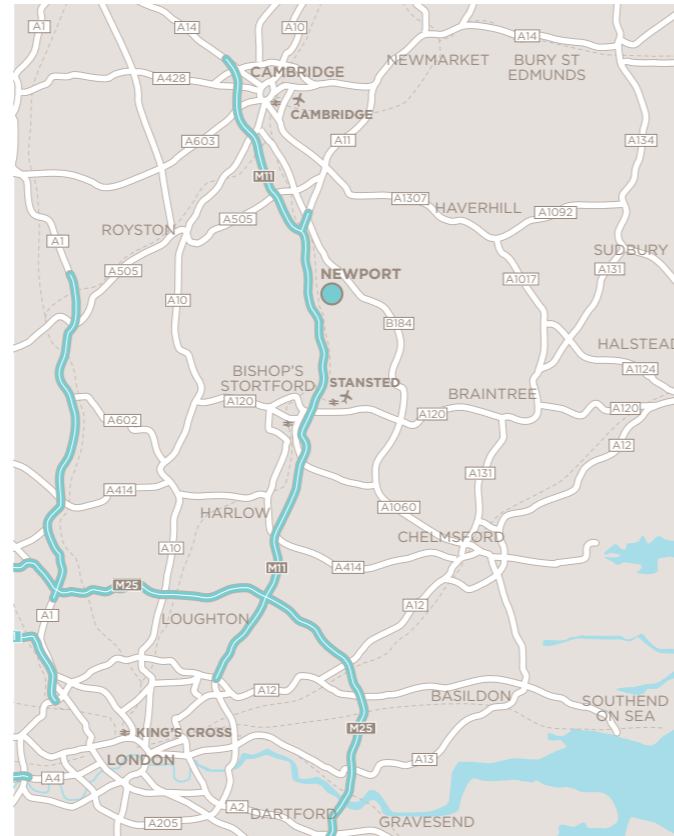 A1
A14
A10
NEWMARKET
A14
BURY ST
EDMUNDS
A428
CAMBRIDGE
CAMBRIDGE
A603
A11
A134
M11
A1307
HAVERHILL
A1092
A505
ROYSTON
A1
SUDBURY
A505
NEWPORT
A131
A1017
A10
B184
HALSTEAD
A1124
BISHOP'S
STORTFORD
STANSTED
BRAINTREE
A120
A120
A120
A602
A12
A131
A414
HARLOW
A1060
CHELMSFORD
A10
M11
A414
M25
A12
A1
LOUGHTON
A12
BASILDON
SOUTHEND
ON SEA
M25
KING'S CROSS
LONDON
A13
A4
A2
DARTFORD
A205
GRAVESEND